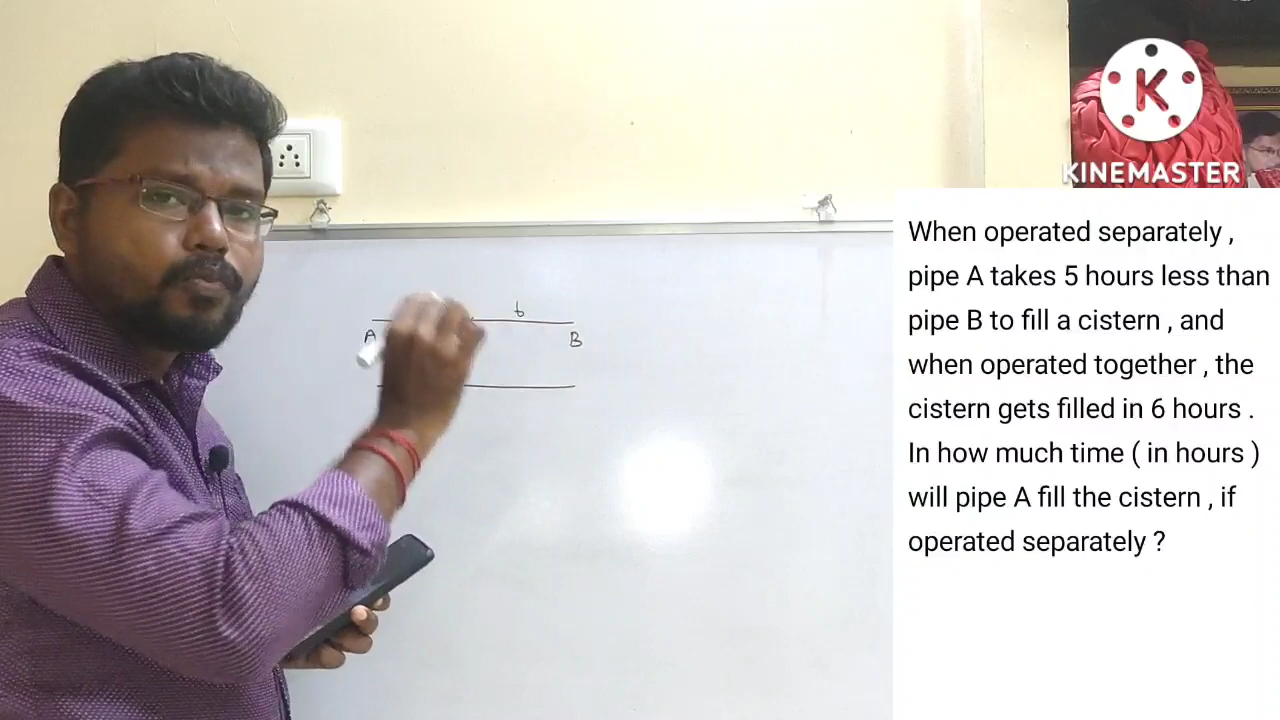 KINEMASTER
When operated separately ,
pipe A takes 5 hours less than
pipe B to fill a cistern , and
when operated together , the
cistern gets filled in 6 hours .
In how much time ( in hours )
will pipe A fill the cistern , if
operated separately ?
t
A
B